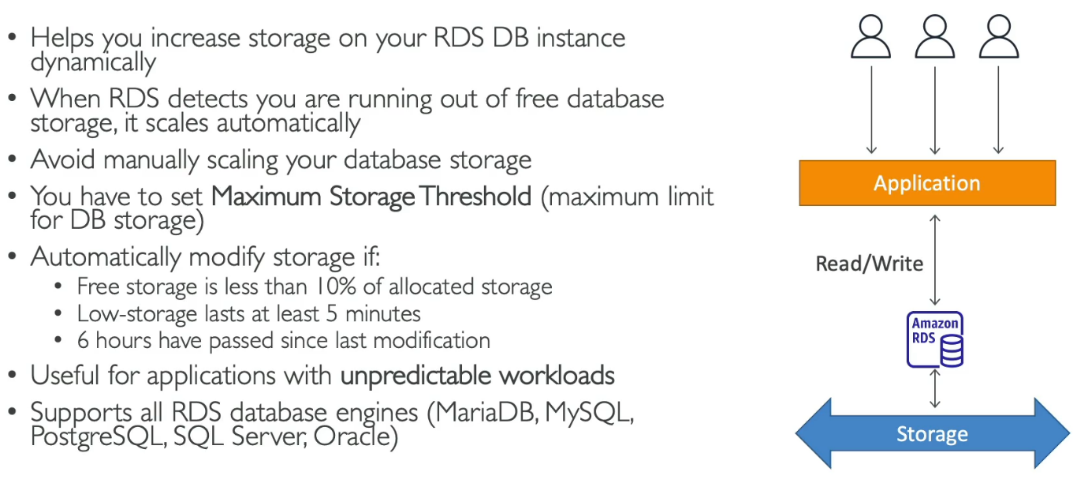 • Helps you increase storage on your RDS DB instance
dynamically
• When RDS detects you are running out of free database
storage, it scales automatically
• Avoid manually scaling your database storage
• You have to set Maximum Storage Threshold (maximum limit
for DB storage)
• Automatically modify storage if:
• Free storage is less than 10% of allocated storage
• Low-storage lasts at least 5 minutes
• 6 hours have passed since last modification
• Useful for applications with unpredictable workloads
• Supports all RDS database engines (MariaDB, MySQL,
PostgreSQL, SQL Server, Oracle)
Application
Read/Write
Amazon
RDS
Storage